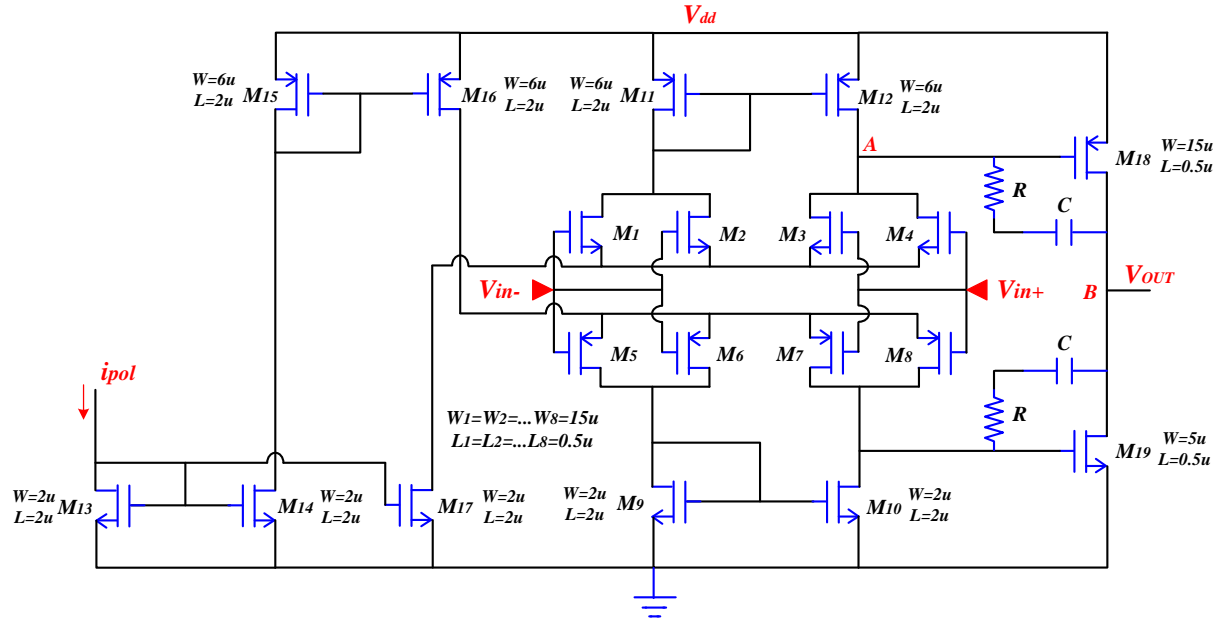 Vdd
W=6u
L=2u
M15
M16
W=6u
L=2u
W=6u
L=2u
M11
M12
W=6u
L=2u
A
M18
W=15u
L=0.5u
R
C
M1
M2
M3
M4
Vin-
Vin+
B
VOUT
M5
M6
M7
M8
ipol
C
R
W1=W2=...W8=15u
L1=L2=...L8=0.5u
M19
W=5u
L=0.5u
W=2u
L=2u
M13
M14
W=2u
L=2u
M17
W=2u
L=2u
W=2u
L=2u
M9
M10
W=2u
L=2u